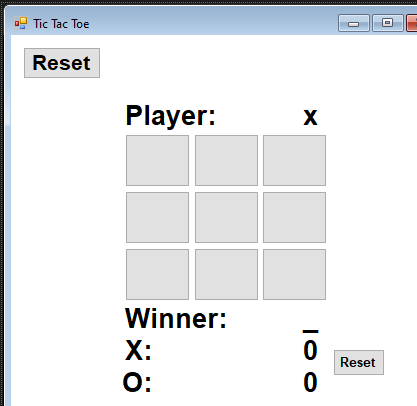 Tic Tac Toe
Reset
Player: x
Winner: _
X: 0
Reset
O: 0